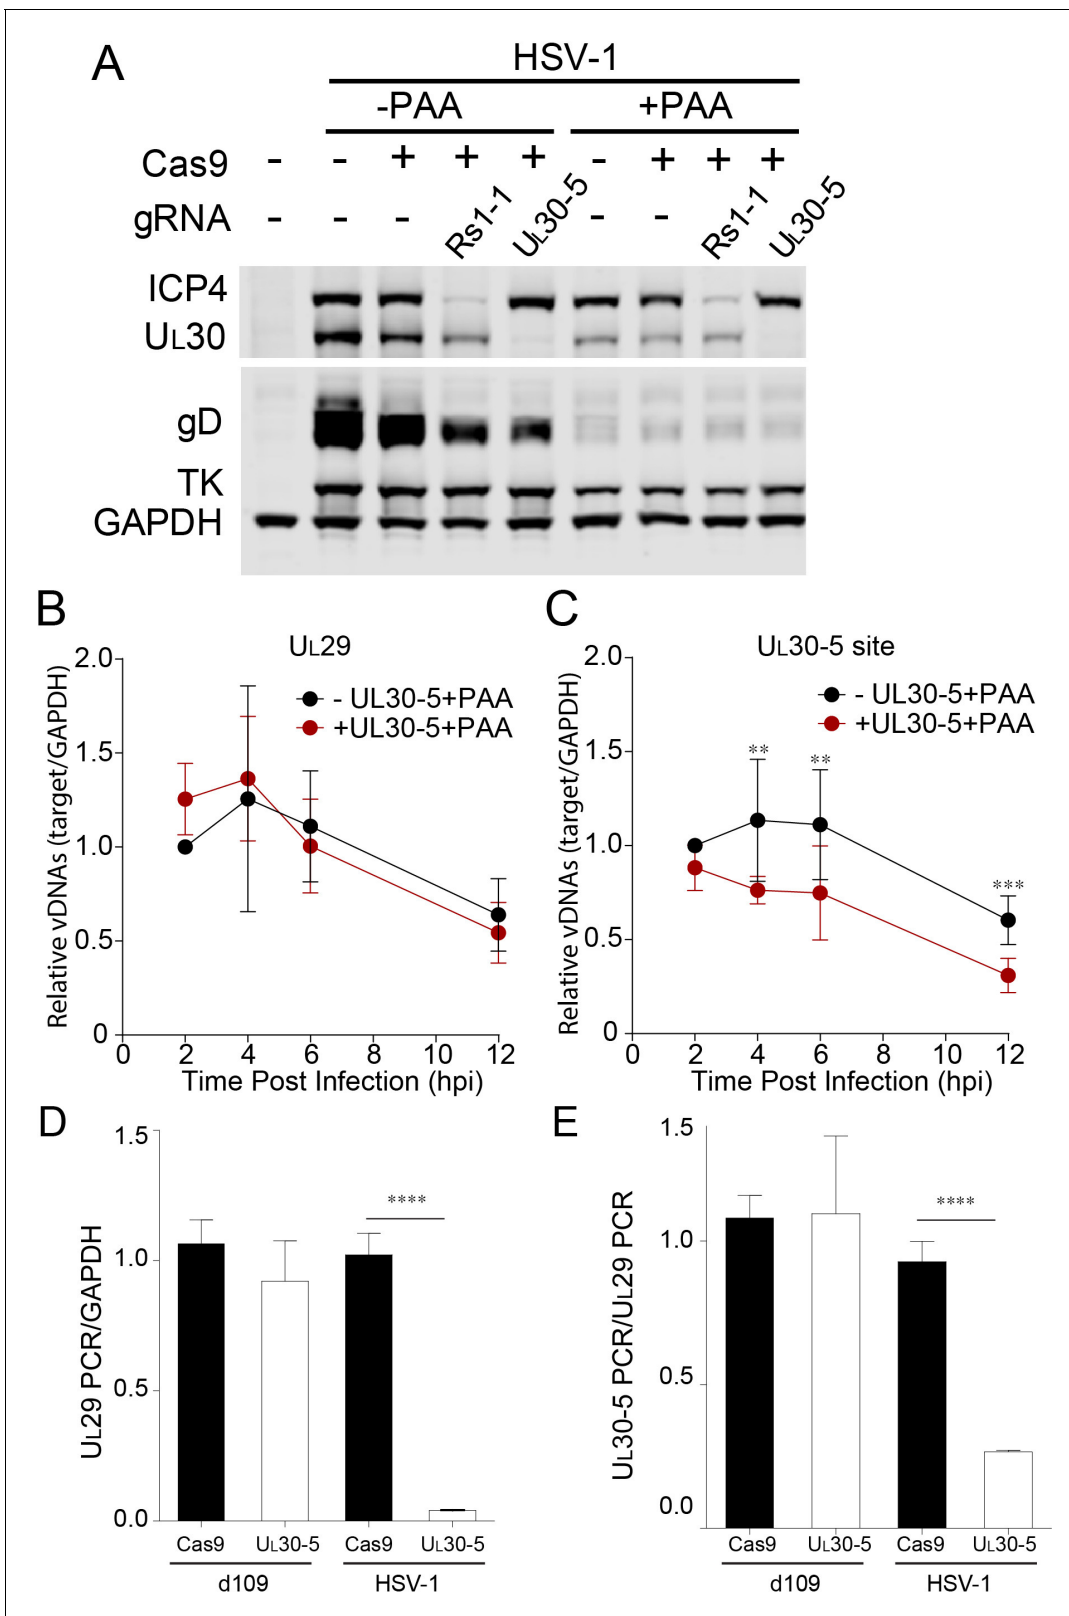 A
HSV-1
-PAA +PAA
Cas9 - - + + + - + + +
gRNA - - - Rs1-1 UL30-5 - - Rs1-1 UL30-5
ICP4
UL30
gD
TK
GAPDH
B
UL29
- UL30-5+PAA
+UL30-5+PAA
Relative vDNAs (target/GAPDH)
2.0
1.5
1.0
0.5
0
0 2 4 6 8 10 12
Time Post Infection (hpi)
C
UL30-5 site
- UL30-5+PAA
+UL30-5+PAA
** **
***
Relative vDNAs (target/GAPDH)
2.0
1.5
1.0
0.5
0
0 2 4 6 8 10 12
Time Post Infection (hpi)
D
UL29 PCR/GAPDH
1.5
1.0
0.5
0.0
****
Cas9 UL30-5 Cas9 UL30-5
d109 HSV-1
E
UL30-5 PCR/UL29 PCR
1.5
1.0
0.5
0.0
****
Cas9 UL30-5 Cas9 UL30-5
d109 HSV-1